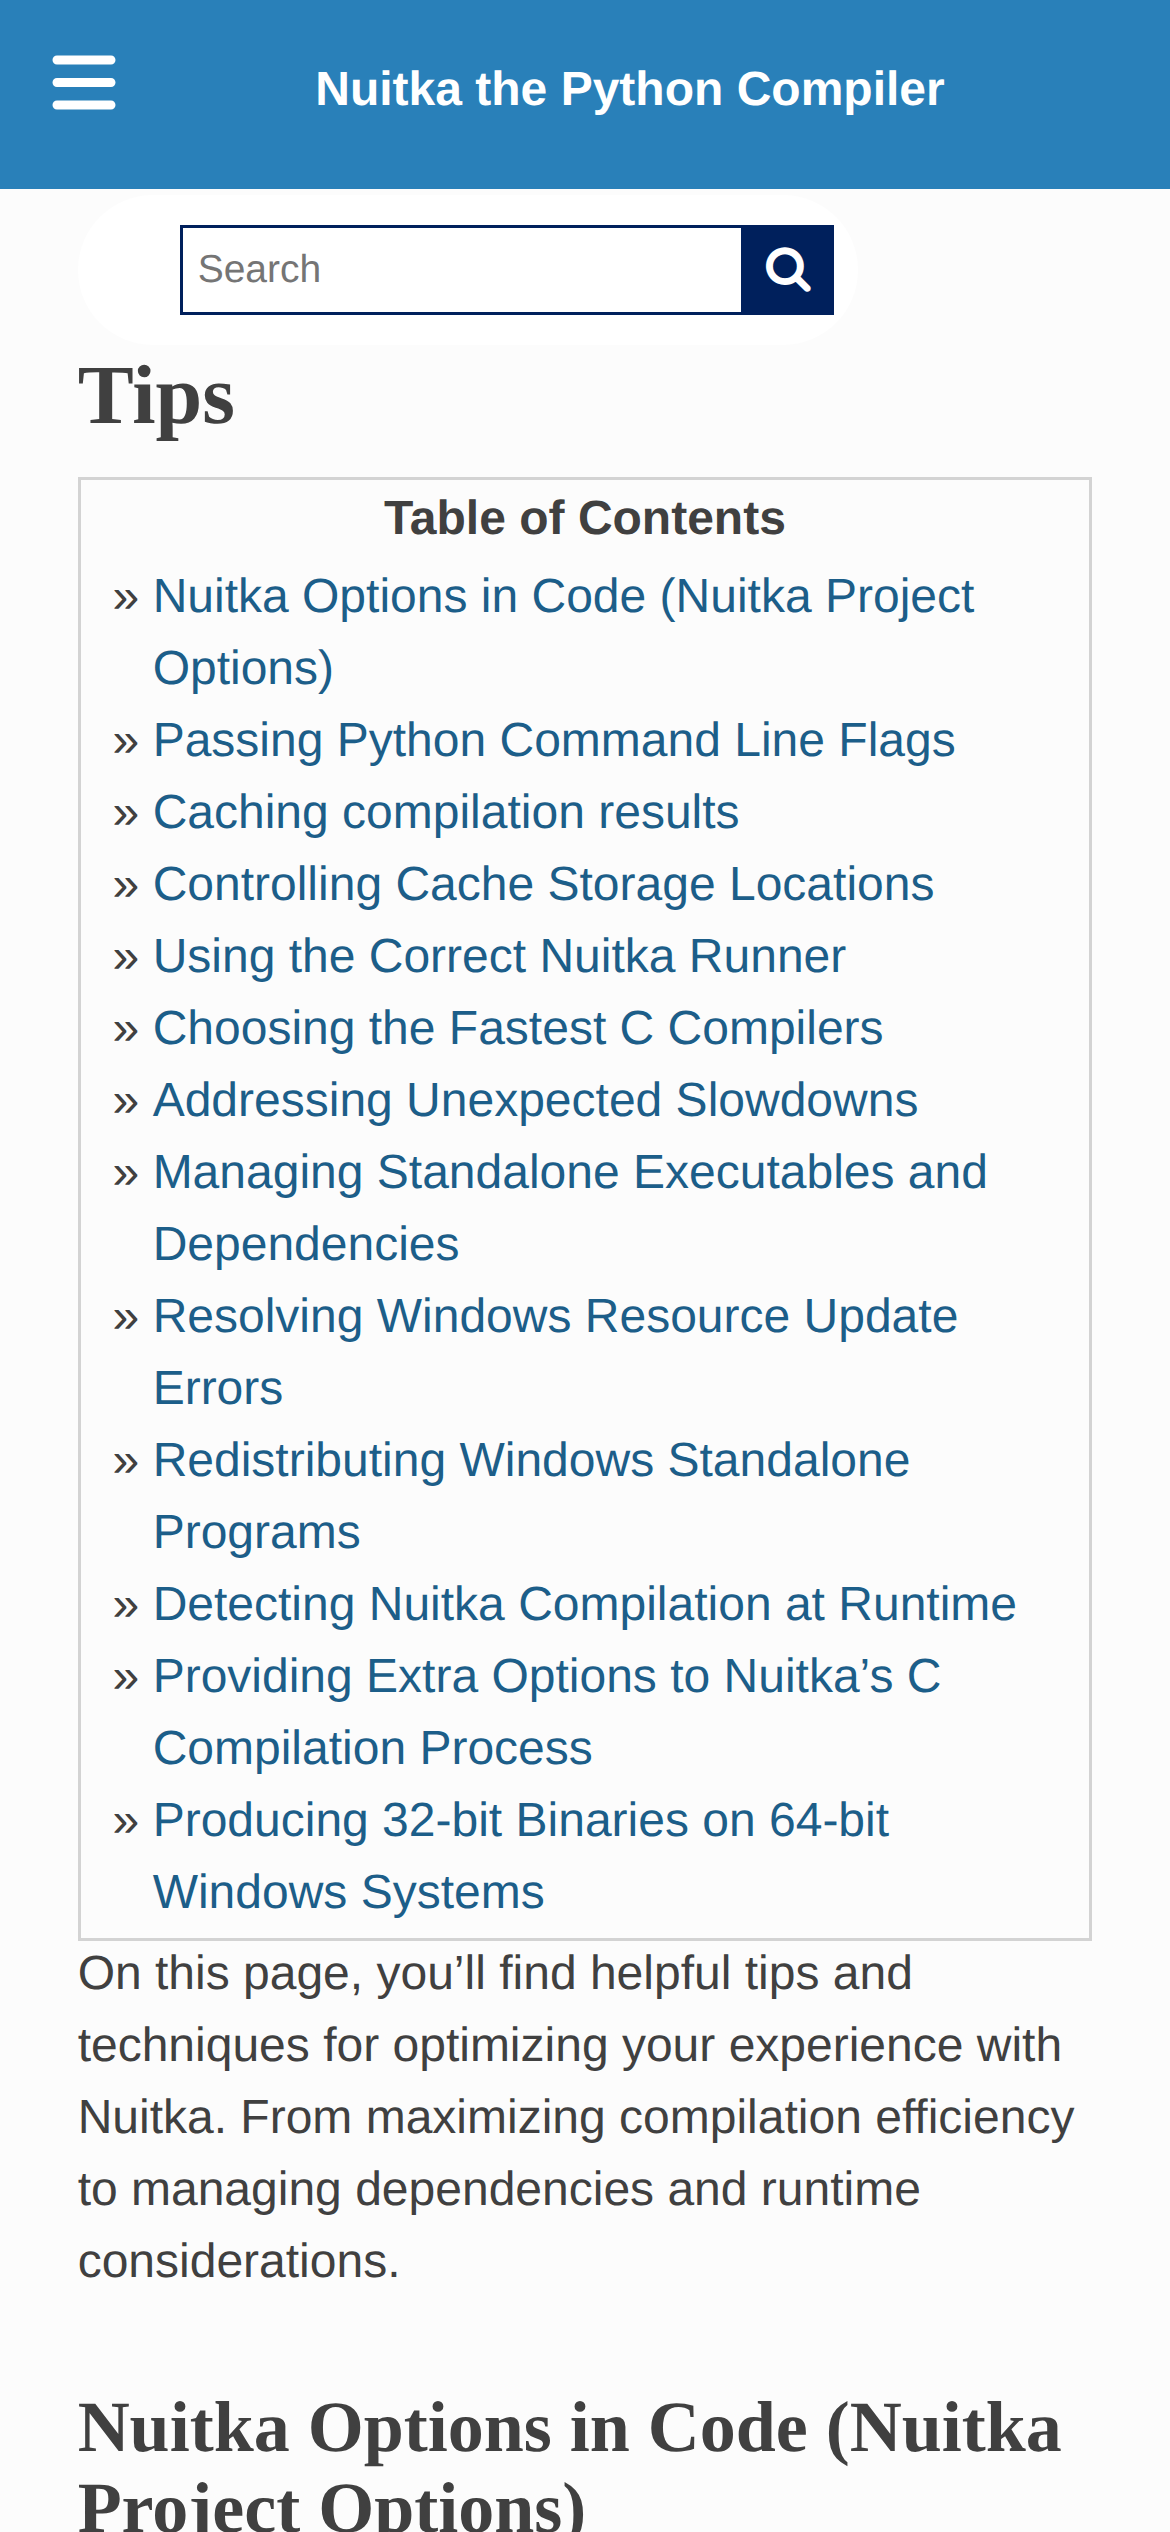 Nuitka the Python Compiler
Search
Tips
Table of Contents
» Nuitka Options in Code (Nuitka Project
Options)
» Passing Python Command Line Flags
» Caching compilation results
» Controlling Cache Storage Locations
» Using the Correct Nuitka Runner
» Choosing the Fastest C Compilers
» Addressing Unexpected Slowdowns
» Managing Standalone Executables and
Dependencies
» Resolving Windows Resource Update
Errors
» Redistributing Windows Standalone
Programs
» Detecting Nuitka Compilation at Runtime
» Providing Extra Options to Nuitka’s C
Compilation Process
» Producing 32-bit Binaries on 64-bit
Windows Systems
On this page, you’ll find helpful tips and
techniques for optimizing your experience with
Nuitka. From maximizing compilation efficiency
to managing dependencies and runtime
considerations.
Nuitka Options in Code (Nuitka
Project Options)